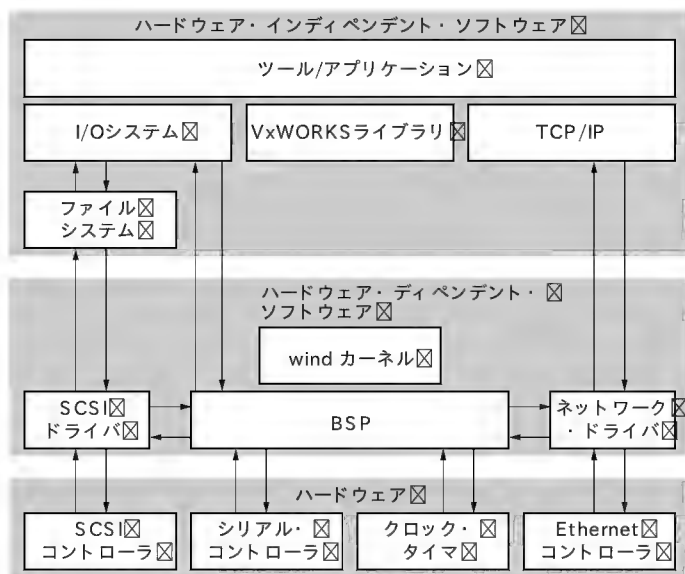 ハードウェア・インディペンデント・ソフトウェア
ツール/アプリケーション
I/Oシステム
VxWORKSライブラリ
TCP/IP
ファイル
システム
ハードウェア・ディペンデント・
ソフトウェア
wind カーネル
SCSI
ドライバ
BSP
ネットワーク
・ドライバ
ハードウェア
SCSI
コントローラ
シリアル・
コントローラ
クロック・
タイマ
Ethernet
コントローラ